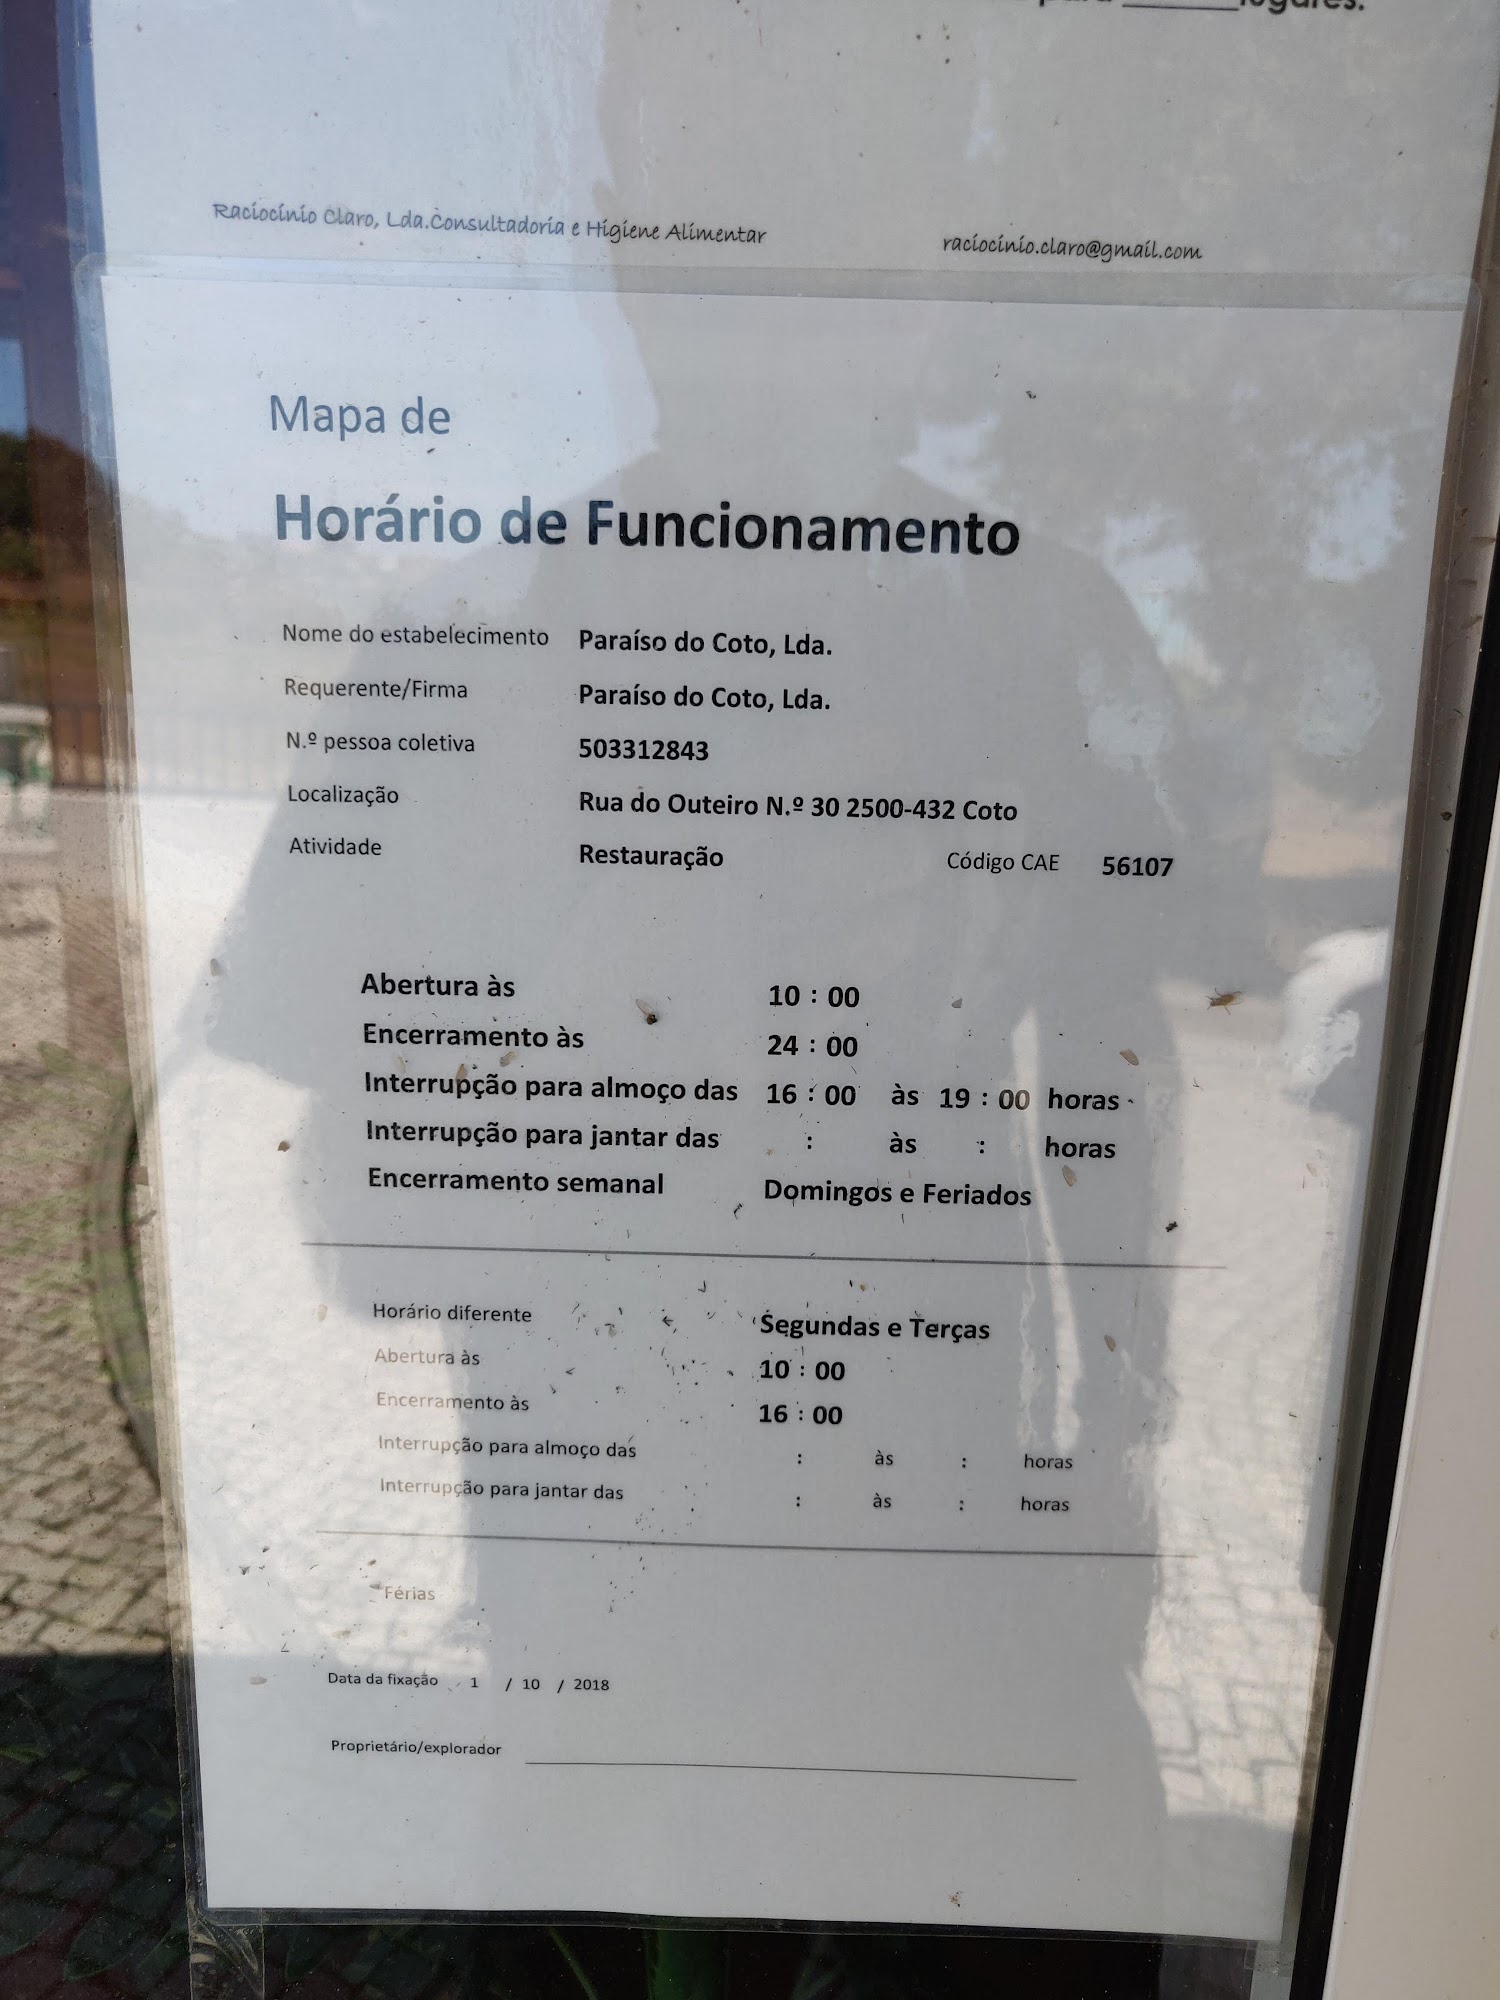 lugares.
Raciocínio Claro, Lda.Consultadoria e Higiene Alimentar raciocinio.claro@gmail.com
Mapa de
Horário de Funcionamento
Nome do estabelecimento Paraíso do Coto, Lda.
Requerente/Firma Paraíso do Coto, Lda.
N.º pessoa coletiva 503312843
Localização Rua do Outeiro N.º 30 2500-432 Coto
Atividade Restauração Código CAE 56107
Abertura às 10 : 00
Encerramento às 24 : 00
Interrupção para almoço das 16 : 00 às 19 : 00 horas
Interrupção para jantar das : às : horas
Encerramento semanal Domingos e Feriados
Horário diferente Segundas e Terças
Abertura às 10 : 00
Encerramento às 16 : 00
Interrupção para almoço das : às : horas
Interrupção para jantar das : às : horas
Férias
Data da fixação 1 / 10 / 2018
Proprietário/explorador